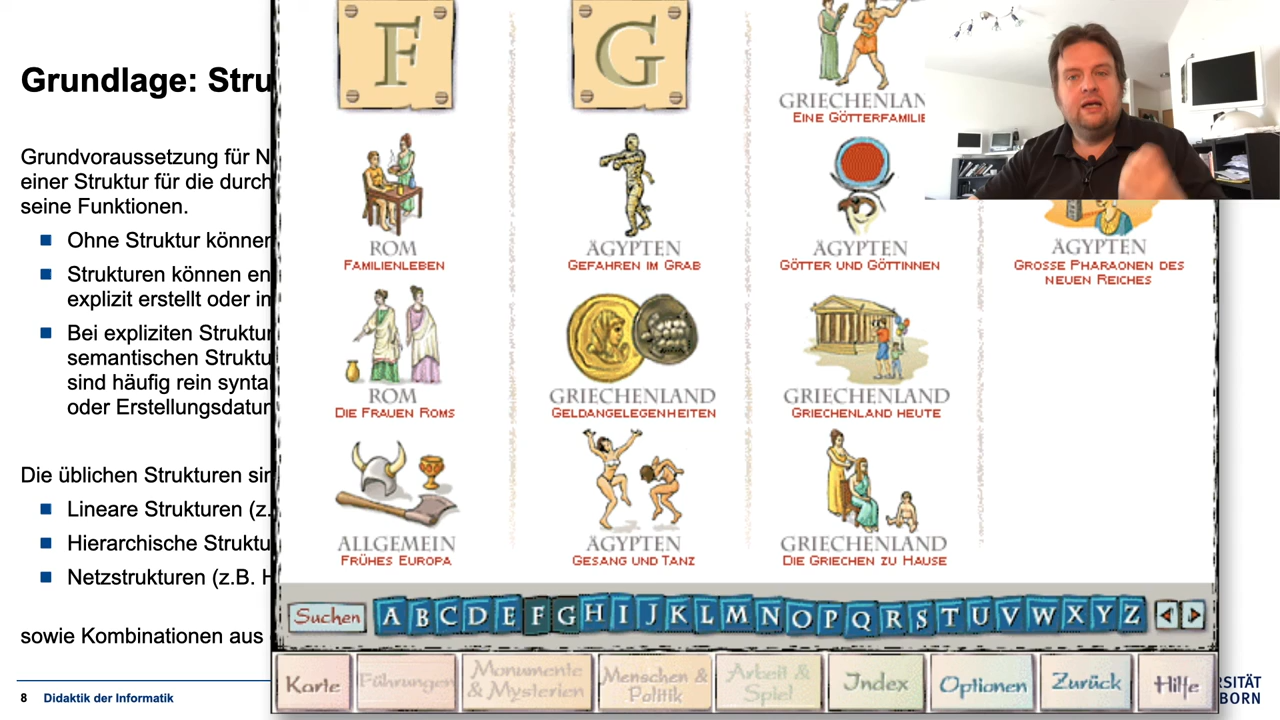 Grundlage: Stru
Grundvoraussetzung für N
einer Struktur für die durch
seine Funktionen.
Ohne Struktur können
Strukturen können en
explizit erstellt oder in
Bei expliziten Struktur
semantischen Struktu
sind häufig rein synta
oder Erstellungsdatum
Die üblichen Strukturen sin
Lineare Strukturen (z.
Hierarchische Struktu
Netzstrukturen (z.B. H
sowie Kombinationen aus
8 Didaktik der Informatik
F
ROM
FAMILIENLEBEN
ROM
DIE FRAUEN ROMS
ALLGEMEIN
FRÜHES EUROPA
G
ÄGYPTEN
GEFAHREN IM GRAB
GRIECHENLAND
GELDANGELEGENHEITEN
ÄGYPTEN
GESANG UND TANZ
GRIECHENLAN
EINE GÖTTERFAMILIE
ÄGYPTEN
GÖTTER UND GÖTTINNEN
GRIECHENLAND
GRIECHENLAND HEUTE
GRIECHENLAND
DIE GRIECHEN ZU HAUSE
ÄGYPTEN
GROSSE PHARAONEN DES
NEUEN REICHES
Suchen A B C D E F G H I J K L M N O P Q R S T U V W X Y Z
Karte Führungen Monumente & Mysterien Menschen & Politik Arbeit & Spiel Index Optionen Zurück Hilfe
RSITÄT
BORN